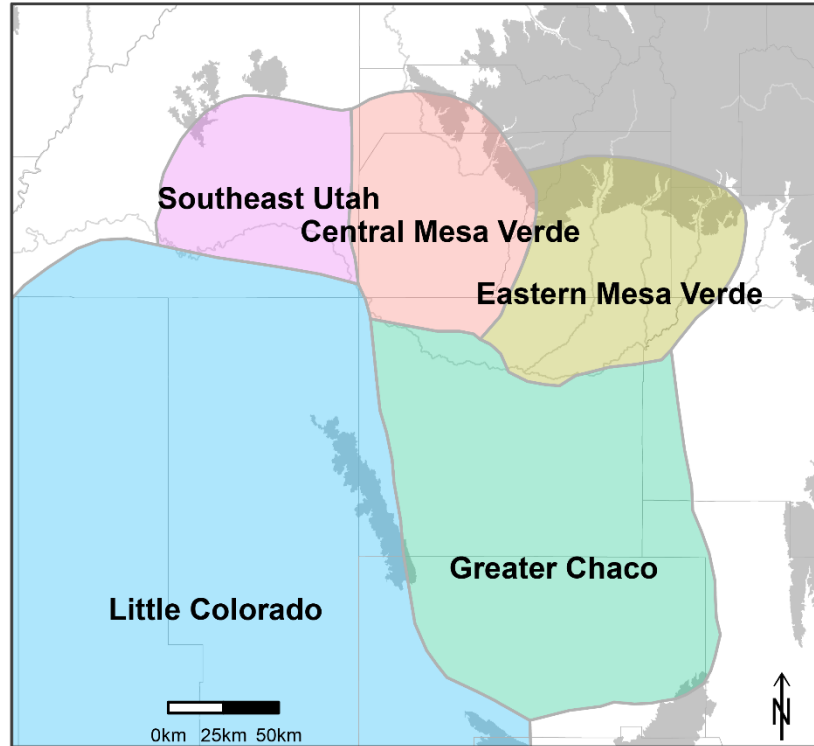 Southeast Utah
Central Mesa Verde
Eastern Mesa Verde
Greater Chaco
Little Colorado
0km 25km 50km
N